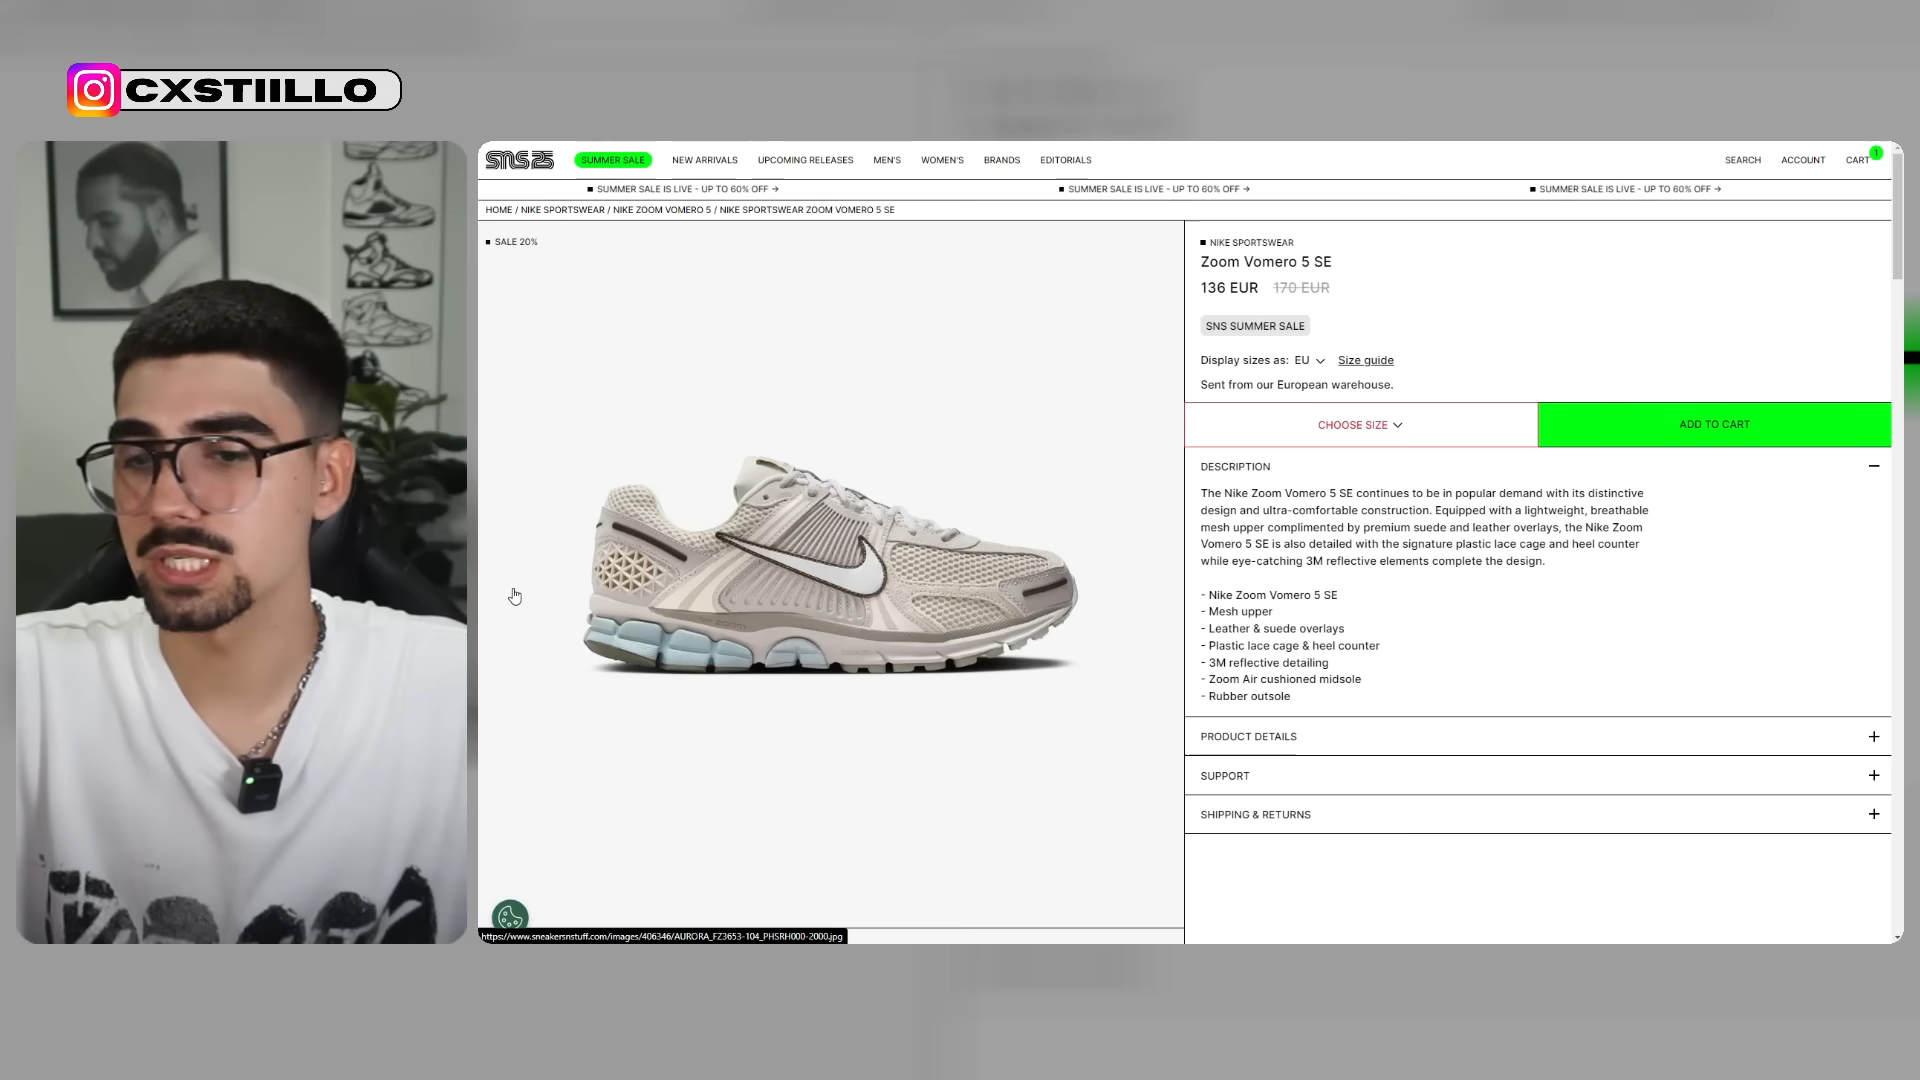 CXSTIILLO
SNS 25
SUMMER SALE
NEW ARRIVALS
UPCOMING RELEASES
MEN'S
WOMEN'S
BRANDS
EDITORIALS
SEARCH
ACCOUNT
CART 1
SUMMER SALE IS LIVE - UP TO 60% OFF →
SUMMER SALE IS LIVE - UP TO 60% OFF →
SUMMER SALE IS LIVE - UP TO 60% OFF →
HOME / NIKE SPORTSWEAR / NIKE ZOOM VOMERO 5 / NIKE SPORTSWEAR ZOOM VOMERO 5 SE
SALE 20%
NIKE SPORTSWEAR
Zoom Vomero 5 SE
136 EUR 170 EUR
SNS SUMMER SALE
Display sizes as: EU Size guide
Sent from our European warehouse.
CHOOSE SIZE
ADD TO CART
DESCRIPTION
The Nike Zoom Vomero 5 SE continues to be in popular demand with its distinctive
design and ultra-comfortable construction. Equipped with a lightweight, breathable
mesh upper complimented by premium suede and leather overlays, the Nike Zoom
Vomero 5 SE is also detailed with the signature plastic lace cage and heel counter
while eye-catching 3M reflective elements complete the design.
- Nike Zoom Vomero 5 SE
- Mesh upper
- Leather & suede overlays
- Plastic lace cage & heel counter
- 3M reflective detailing
- Zoom Air cushioned midsole
- Rubber outsole
PRODUCT DETAILS
SUPPORT
SHIPPING & RETURNS
https://www.sneakersnstuff.com/images/406346/AURORA_FZ3653-104_PHSRH000-2000.jpg